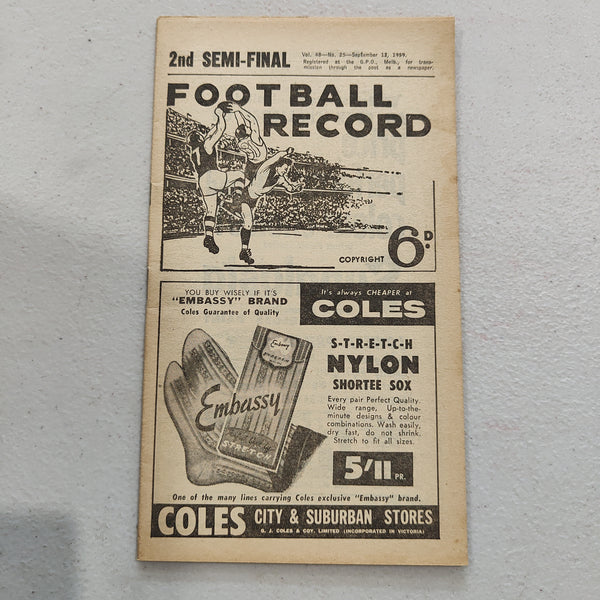 2nd SEMI-FINAL
Vol. 48—No. 25—September 12, 1959.
Registered at the G.P.O., Melb., for trans-
mission through the post as a newspaper.
FOOTBALL
RECORD
COPYRIGHT 6D.
YOU BUY WISELY IF IT'S
"EMBASSY" BRAND
Coles Guarantee of Quality
It's always CHEAPER at
COLES
S-T-R-E-T-C-H
NYLON
SHORTEE SOX
Every pair Perfect Quality.
Wide range, Up-to-the-
minute designs & colour
combinations. Wash easily,
dry fast, do not shrink.
Stretch to fit all sizes.
5'11 PR.
Embassy
Embassy
STRETCH
One of the many lines carrying Coles exclusive "Embassy" brand.
COLES CITY & SUBURBAN STORES
G. J. COLES & COY. LIMITED (INCORPORATED IN VICTORIA)